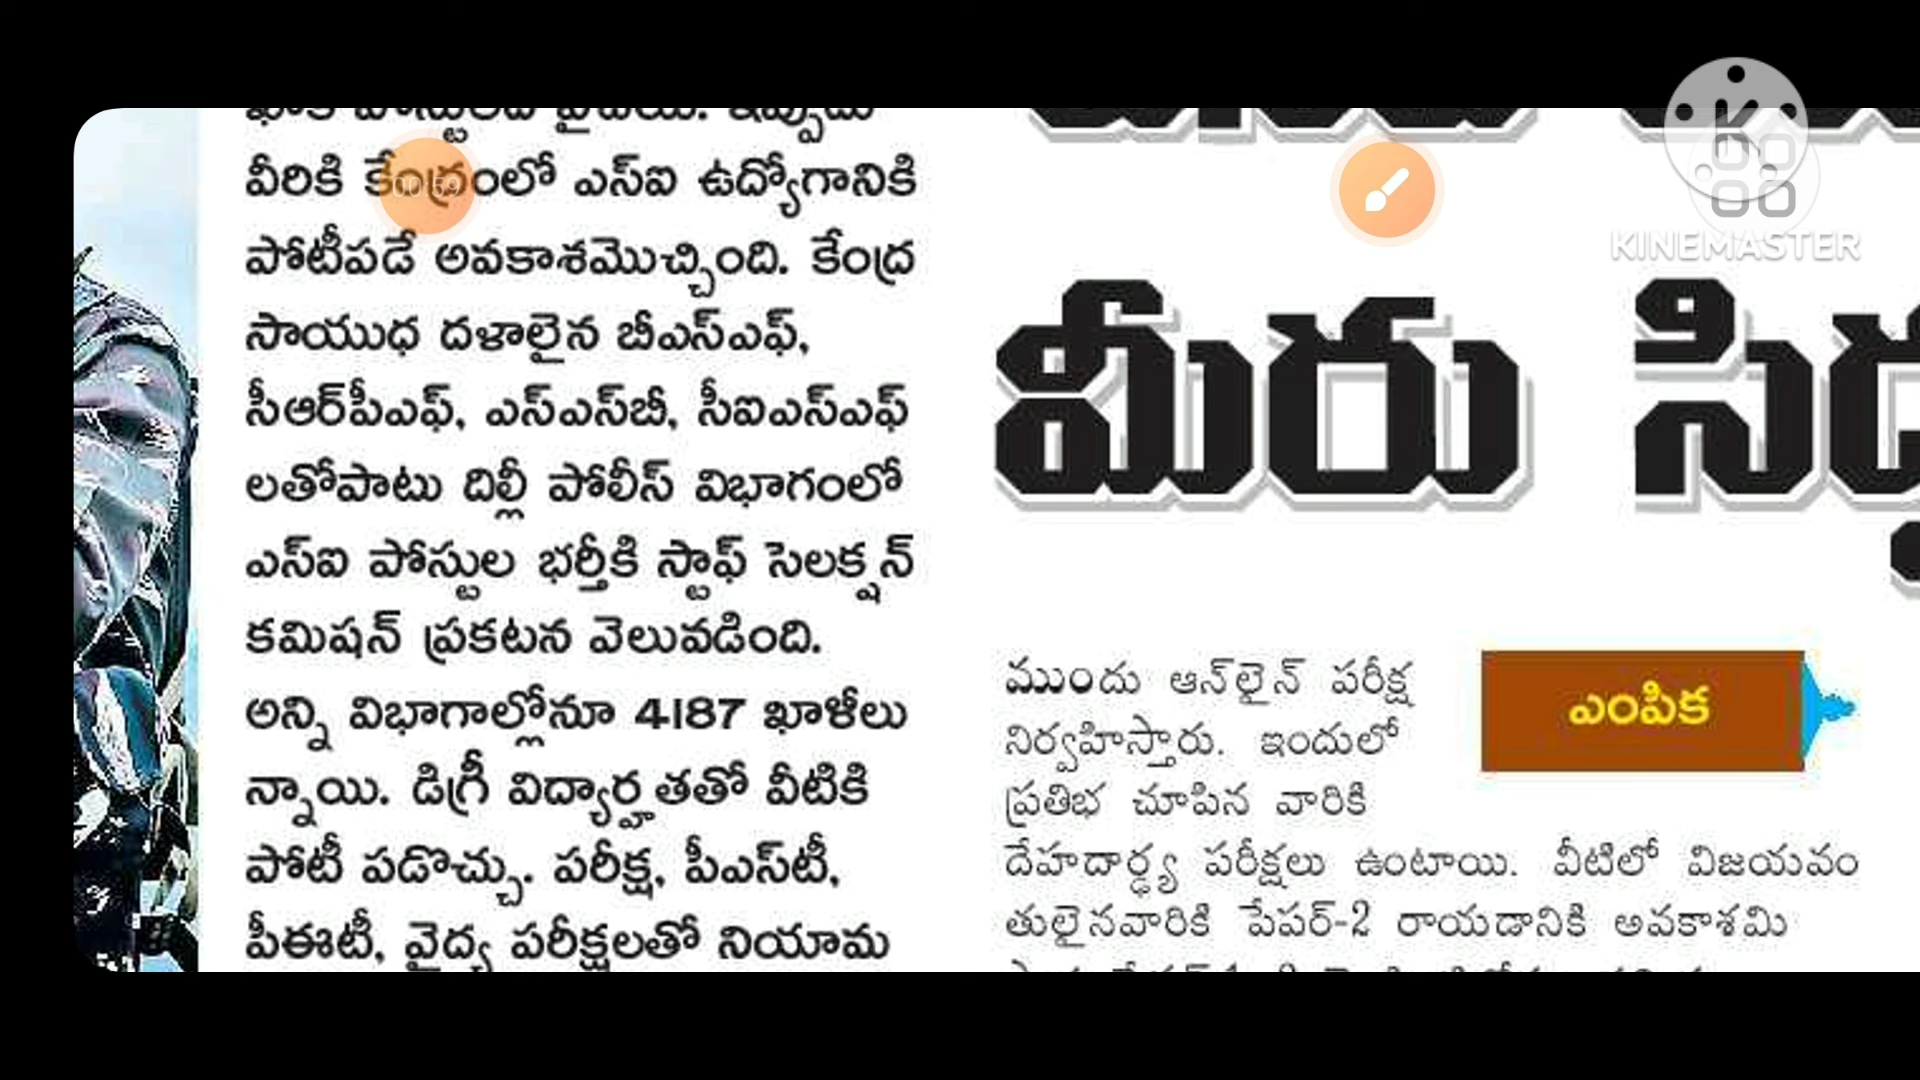 వీరికి కేంద్రంలో ఎస్ఐ ఉద్యోగానికి
పోటీపడే అవకాశమొచ్చింది. కేంద్ర
సాయుధ దళాలైన బీఎస్ఎఫ్,
సీఆర్‌పీఎఫ్, ఎస్ఎస్‌బీ, సీఐఎస్ఎఫ్
లతోపాటు దిల్లీ పోలీస్ విభాగంలో
ఎస్ఐ పోస్టుల భర్తీకి స్టాఫ్ సెలక్షన్
కమిషన్ ప్రకటన వెలువడింది.
అన్ని విభాగాల్లోనూ 4187 ఖాళీలు
న్నాయి. డిగ్రీ విద్యార్హతతో వీటికి
పోటీ పడొచ్చు. పరీక్ష, పీఎస్‌టీ,
పీఈటీ, వైద్య పరీక్షలతో నియామ
మీరు
ముందు ఆన్‌లైన్ పరీక్ష
నిర్వహిస్తారు. ఇందులో
ప్రతిభ చూపిన వారికి
దేహదార్ఢ్య పరీక్షలు ఉంటాయి. వీటిలో విజయవం
తులైనవారికి పేపర్-2 రాయడానికి అవకాశమి
ఎంపిక
00:59
KINEMASTER